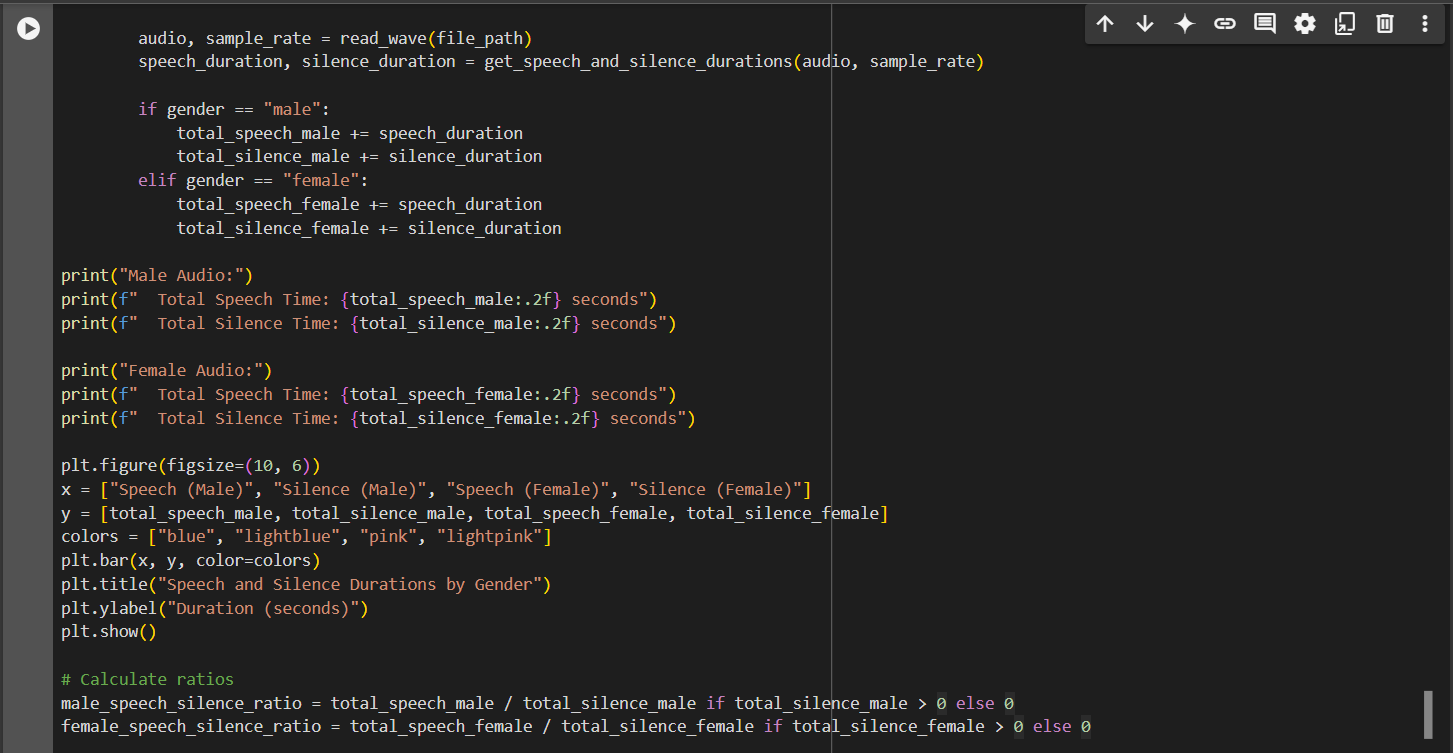 audio, sample_rate = read_wave(file_path)
        speech_duration, silence_duration = get_speech_and_silence_durations(audio, sample_rate)

        if gender == "male":
            total_speech_male += speech_duration
            total_silence_male += silence_duration
        elif gender == "female":
            total_speech_female += speech_duration
            total_silence_female += silence_duration

print("Male Audio:")
print(f"  Total Speech Time: {total_speech_male:.2f} seconds")
print(f"  Total Silence Time: {total_silence_male:.2f} seconds")

print("Female Audio:")
print(f"  Total Speech Time: {total_speech_female:.2f} seconds")
print(f"  Total Silence Time: {total_silence_female:.2f} seconds")

plt.figure(figsize=(10, 6))
x = ["Speech (Male)", "Silence (Male)", "Speech (Female)", "Silence (Female)"]
y = [total_speech_male, total_silence_male, total_speech_female, total_silence_female]
colors = ["blue", "lightblue", "pink", "lightpink"]
plt.bar(x, y, color=colors)
plt.title("Speech and Silence Durations by Gender")
plt.ylabel("Duration (seconds)")
plt.show()

# Calculate ratios
male_speech_silence_ratio = total_speech_male / total_silence_male if total_silence_male > 0 else 0
female_speech_silence_ratio = total_speech_female / total_silence_female if total_silence_female > 0 else 0